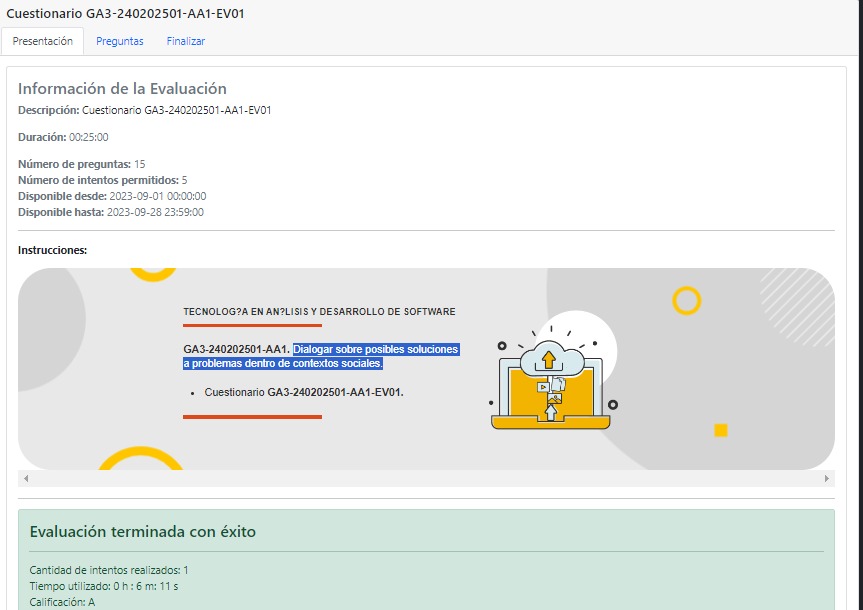 Cuestionario GA3-240202501-AA1-EV01
Presentación Preguntas Finalizar
Información de la Evaluación
Descripción: Cuestionario GA3-240202501-AA1-EV01
Duración: 00:25:00
Número de preguntas: 15
Número de intentos permitidos: 5
Disponible desde: 2023-09-01 00:00:00
Disponible hasta: 2023-09-28 23:59:00
Instrucciones:
TECNOLOG?A EN AN?LISIS Y DESARROLLO DE SOFTWARE
GA3-240202501-AA1. Dialogar sobre posibles soluciones
a problemas dentro de contextos sociales.
• Cuestionario GA3-240202501-AA1-EV01.
Evaluación terminada con éxito
Cantidad de intentos realizados: 1
Tiempo utilizado: 0 h : 6 m: 11 s
Calificación: A